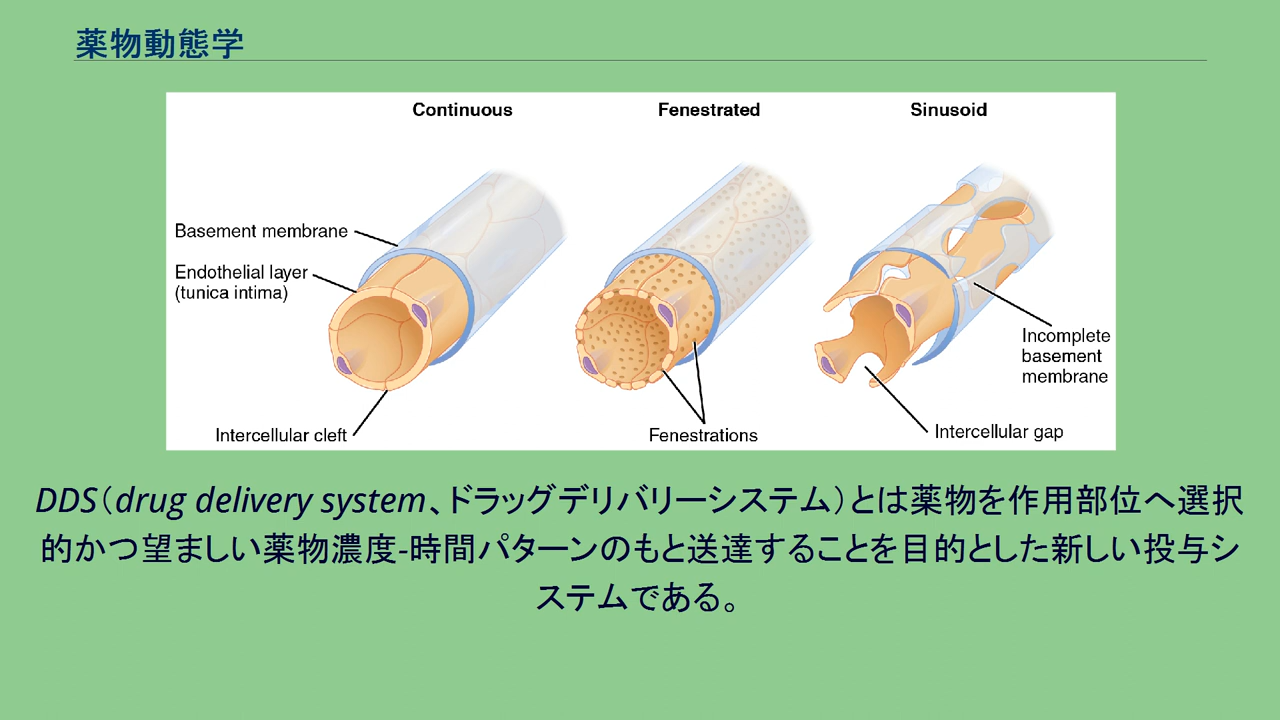 薬物動態学
Continuous
Fenestrated
Sinusoid
Basement membrane
Endothelial layer
(tunica intima)
Incomplete
basement
membrane
Intercellular cleft
Fenestrations
Intercellular gap
DDS（drug delivery system、ドラッグデリバリーシステム）とは薬物を作用部位へ選択
的かつ望ましい薬物濃度-時間パターンのもと送達することを目的とした新しい投与シ
ステムである。